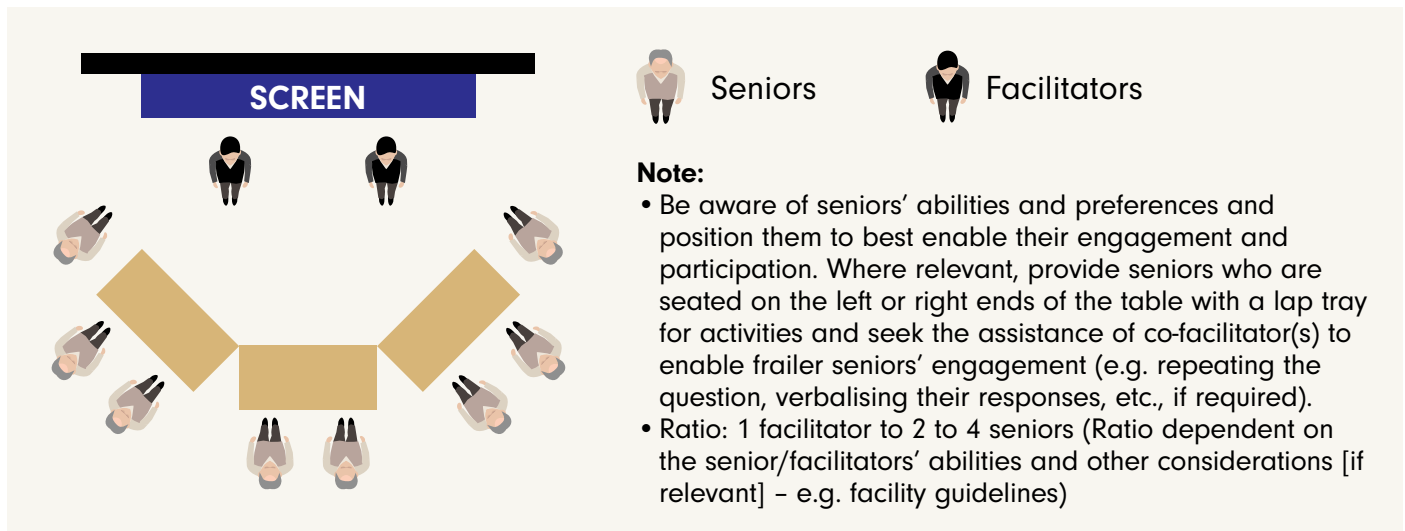 SCREEN
Seniors
Facilitators
Note:
• Be aware of seniors’ abilities and preferences and
position them to best enable their engagement and
participation. Where relevant, provide seniors who are
seated on the left or right ends of the table with a lap tray
for activities and seek the assistance of co-facilitator(s) to
enable frailer seniors’ engagement (e.g. repeating the
question, verbalising their responses, etc., if required).
• Ratio: 1 facilitator to 2 to 4 seniors (Ratio dependent on
the senior/facilitators’ abilities and other considerations [if
relevant] – e.g. facility guidelines)